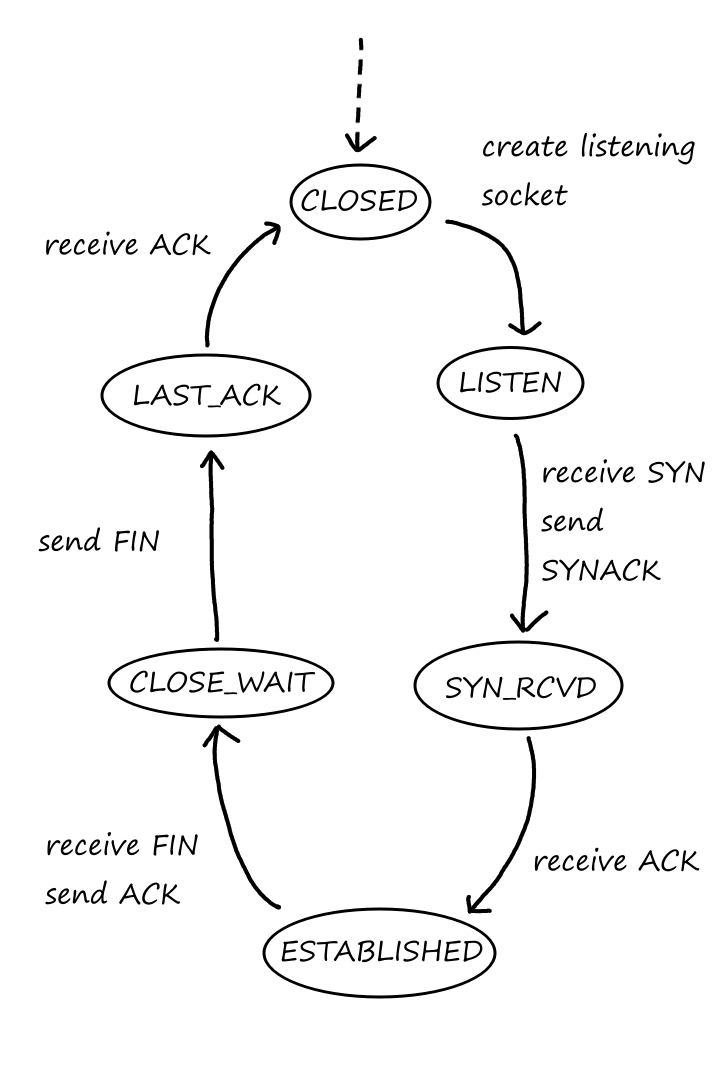 create listening
socket
CLOSED
receive ACK
LAST_ACK
LISTEN
receive SYN
send
SYNACK
send FIN
CLOSE_WAIT
SYN_RCVD
receive FIN
send ACK
receive ACK
ESTABLISHED